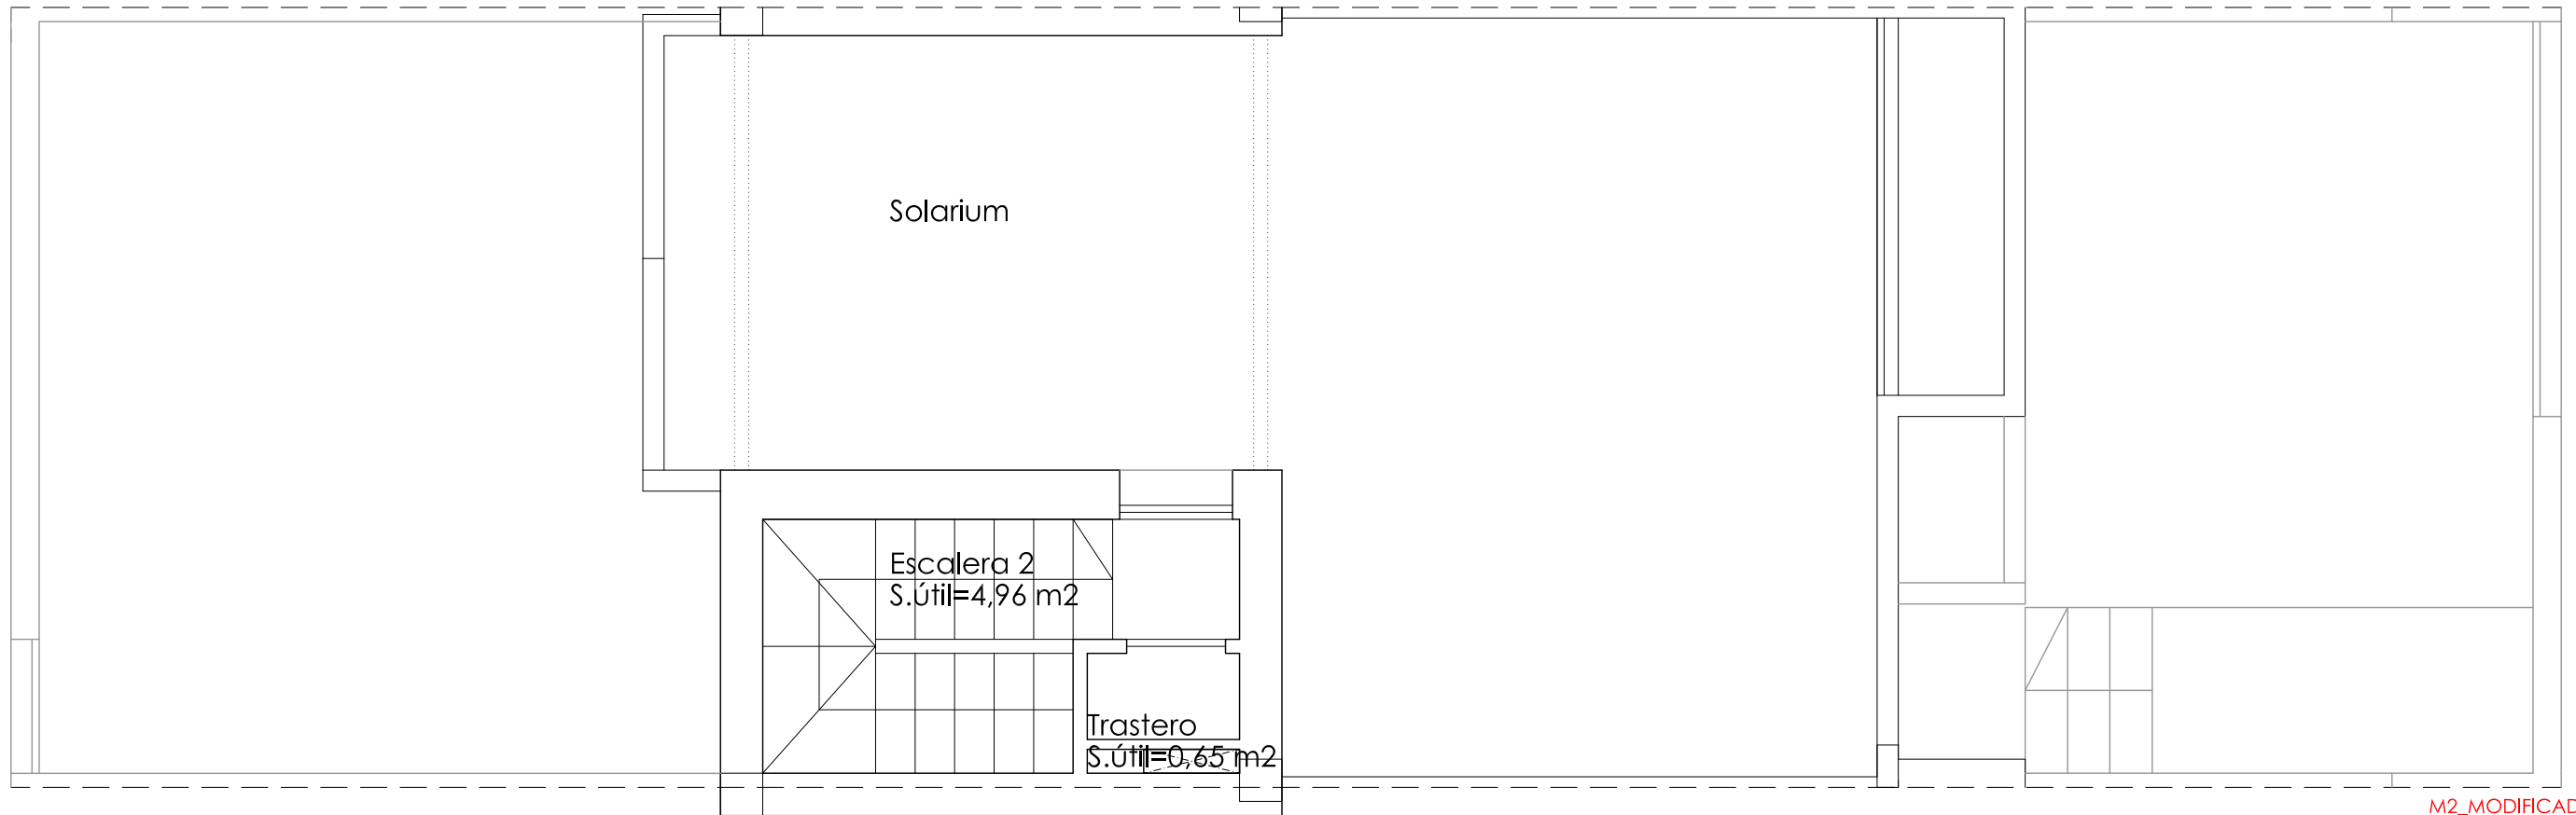 Solarium
Escalera 2
S.útil=4,96 m2
Trastero
S.útil=0,65 m2
M2_MODIFICAD